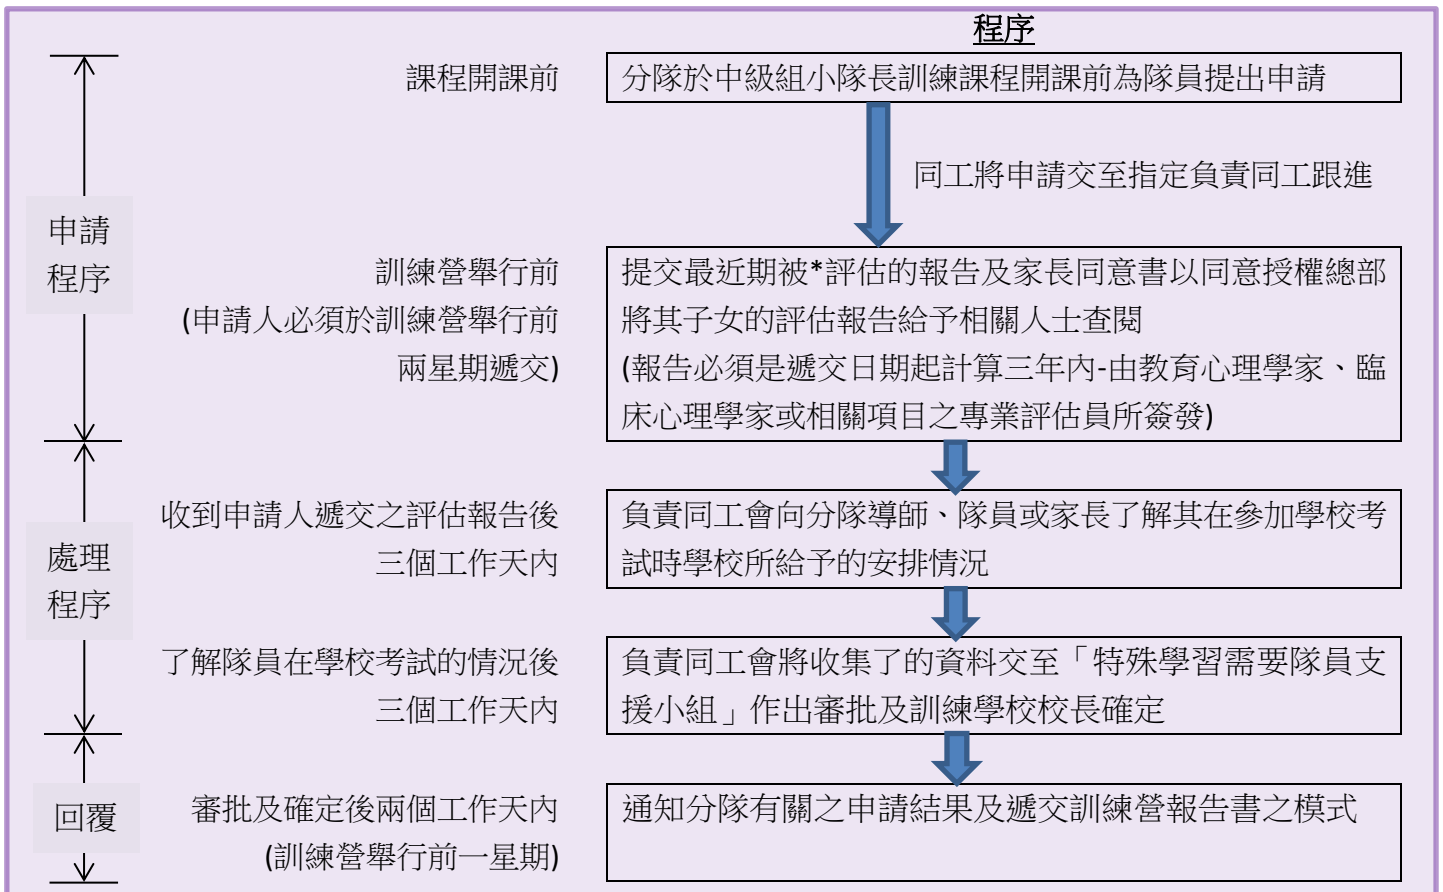 程序
課程開課前
分隊於中級組小隊長訓練課程開課前為隊員提出申請
同工將申請交至指定負責同工跟進
申請
程序
訓練營舉行前
(申請人必須於訓練營舉行前
兩星期遞交)
提交最近期被*評估的報告及家長同意書以同意授權總部
將其子女的評估報告給予相關人士查閱
(報告必須是遞交日期起計算三年內-由教育心理學家、臨
床心理學家或相關項目之專業評估員所簽發)
處理
程序
收到申請人遞交之評估報告後
三個工作天內
負責同工會向分隊導師、隊員或家長了解其在參加學校考
試時學校所給予的安排情況
了解隊員在學校考試的情況後
三個工作天內
負責同工會將收集了的資料交至「特殊學習需要隊員支
援小組」作出審批及訓練學校校長確定
回覆
審批及確定後兩個工作天內
(訓練營舉行前一星期)
通知分隊有關之申請結果及遞交訓練營報告書之模式